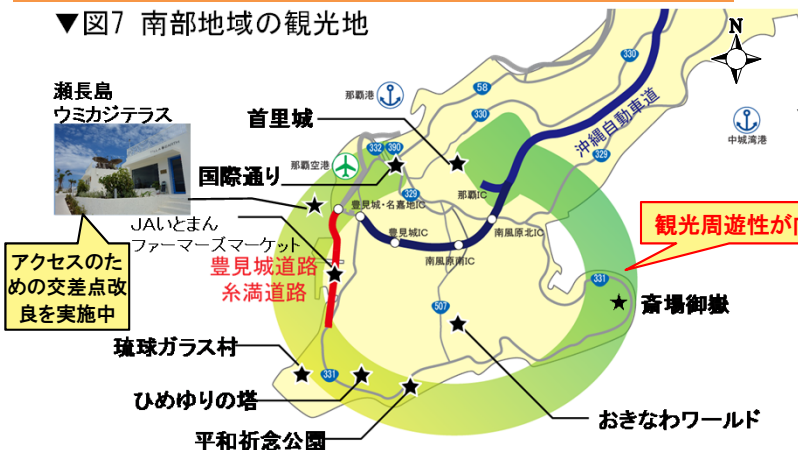 ▼図7 南部地域の観光地
N
瀬長島
ウミカジテラス
那覇港
58
330
330
首里城
沖縄自動車道
中城湾港
332
390
329
那覇空港
国際通り
329
那覇IC
豊見城・名嘉地IC
JAいとまん
ファーマーズマーケット
豊見城IC
南風原北IC
南風原南IC
観光周遊性が
アクセスのた
めの交差点改
良を実施中
豊見城道路
糸満道路
331
斎場御嶽
507
琉球ガラス村
331
ひめゆりの塔
おきなわワールド
平和祈念公園